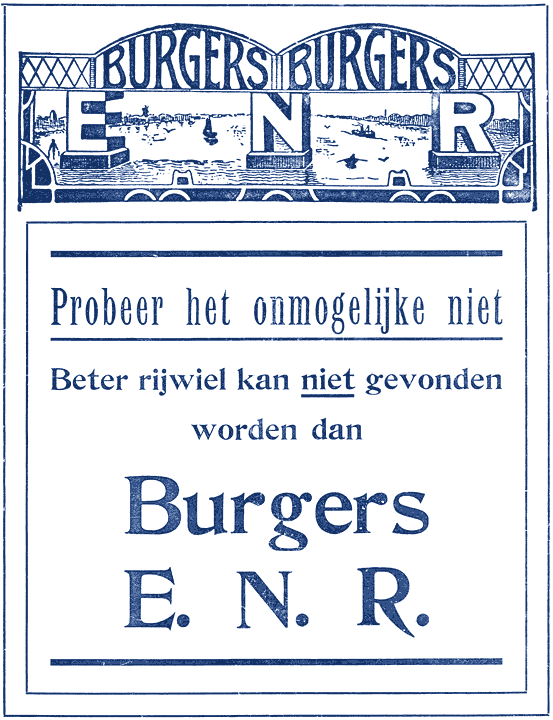 BURGERS BURGERS
E N R
Probeer het onmogelijke niet
Beter rijwiel kan niet gevonden
worden dan
Burgers
E. N. R.